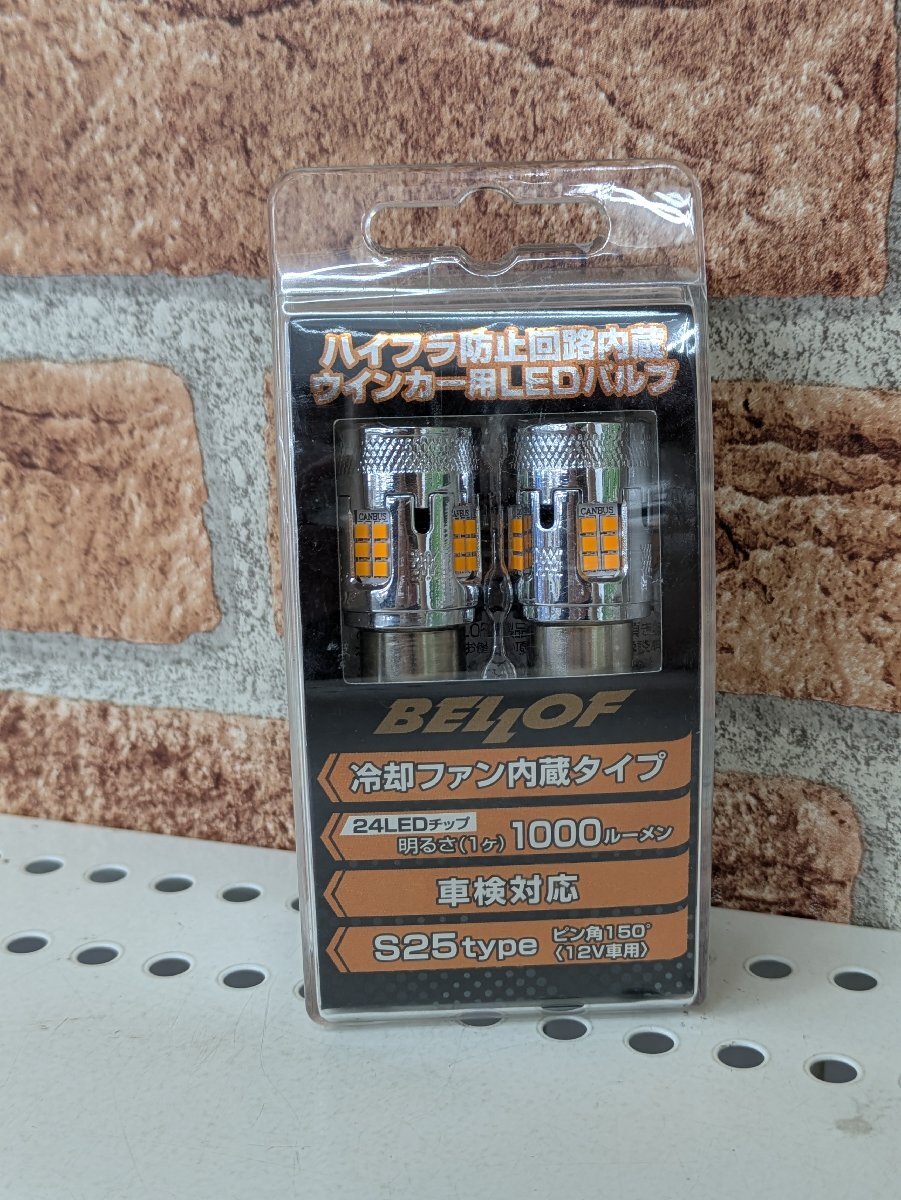 ハイフラ防止回路内蔵
ウインカー用LEDバルブ
CANBUS
CANBUS
BELLOF
冷却ファン内蔵タイプ
24LEDチップ
明るさ(1ヶ) 1000ルーメン
車検対応
S25type ピン角150°
〈12V車用〉